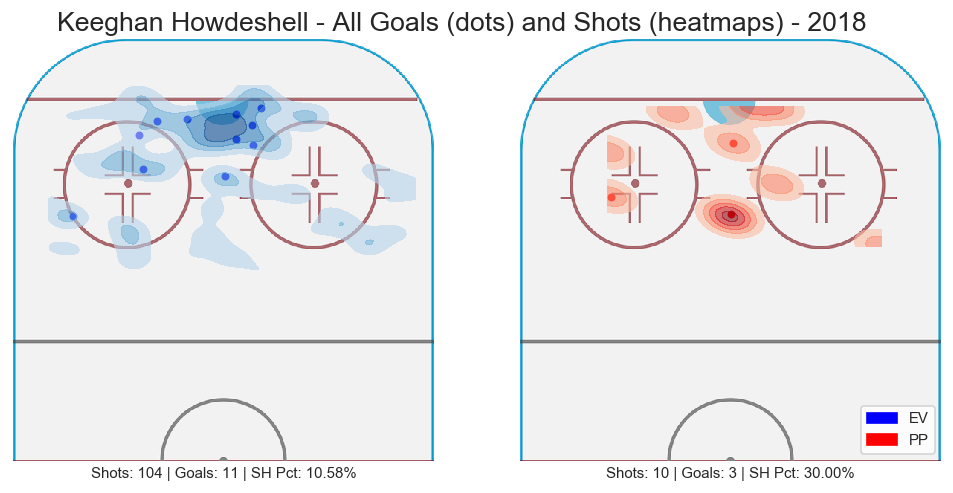 Keeghan Howdeshell - All Goals (dots) and Shots (heatmaps) - 2018
EV
PP
Shots: 104 | Goals: 11 | SH Pct: 10.58%
Shots: 10 | Goals: 3 | SH Pct: 30.00%